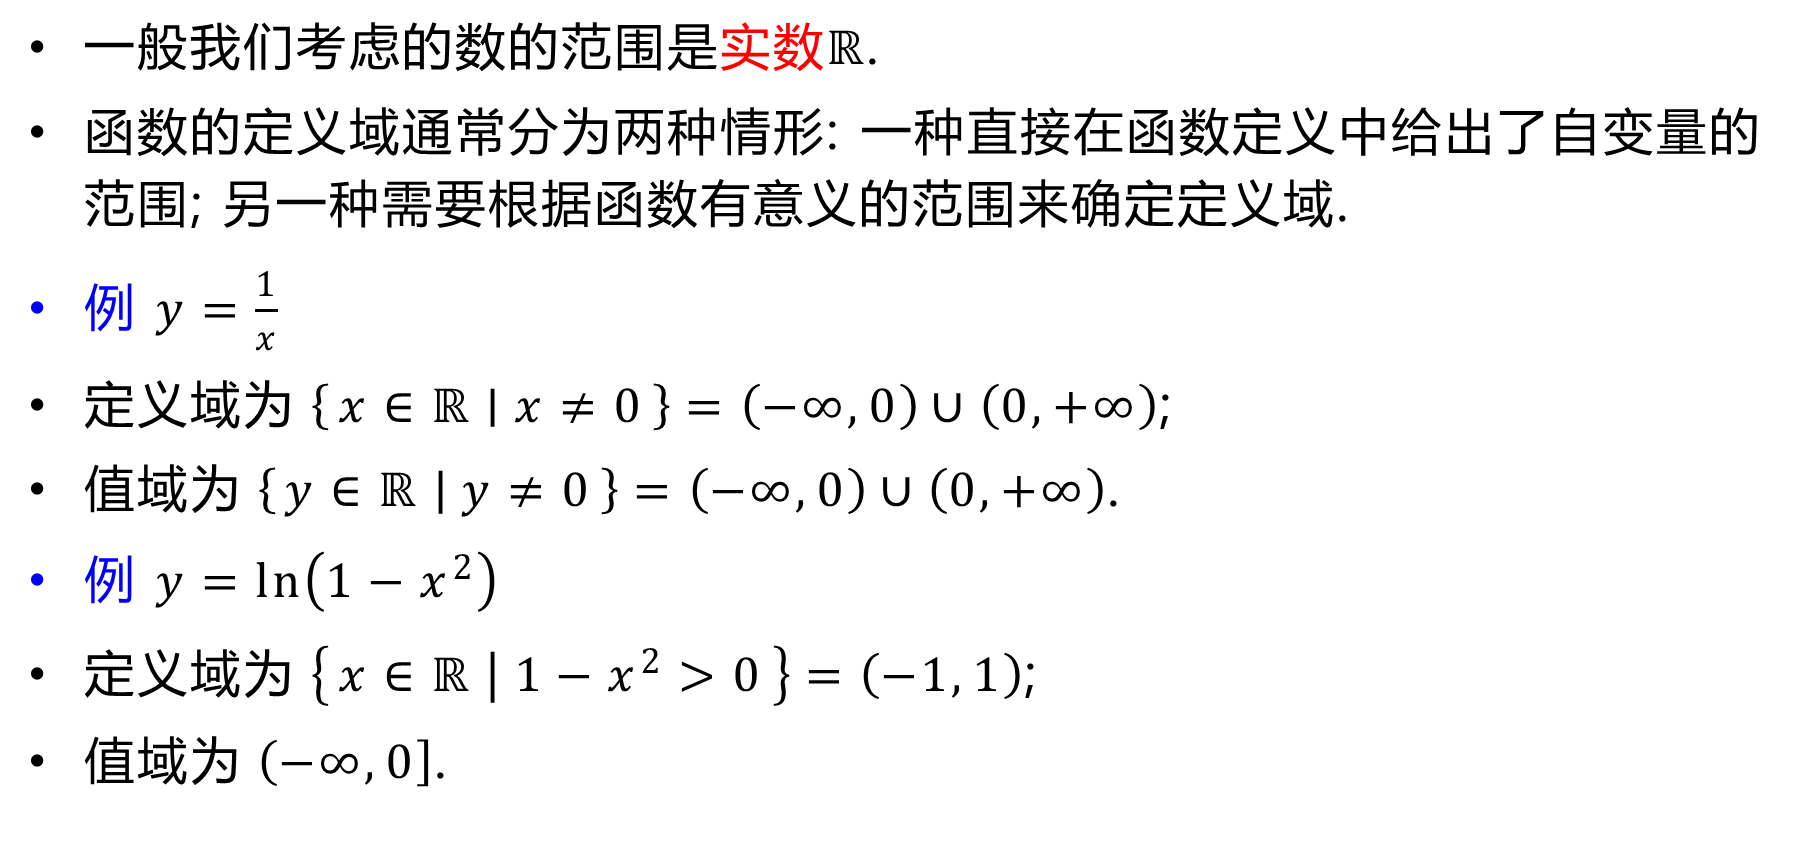 • 一般我们考虑的数的范围是实数ℝ.
• 函数的定义域通常分为两种情形: 一种直接在函数定义中给出了自变量的
范围; 另一种需要根据函数有意义的范围来确定定义域.
• 例 y = 1/x
• 定义域为 {x ∈ ℝ | x ≠ 0} = (−∞, 0) ∪ (0, +∞);
• 值域为 {y ∈ ℝ | y ≠ 0} = (−∞, 0) ∪ (0, +∞).
• 例 y = ln(1 − x²)
• 定义域为 {x ∈ ℝ | 1 − x² > 0} = (−1, 1);
• 值域为 (−∞, 0].